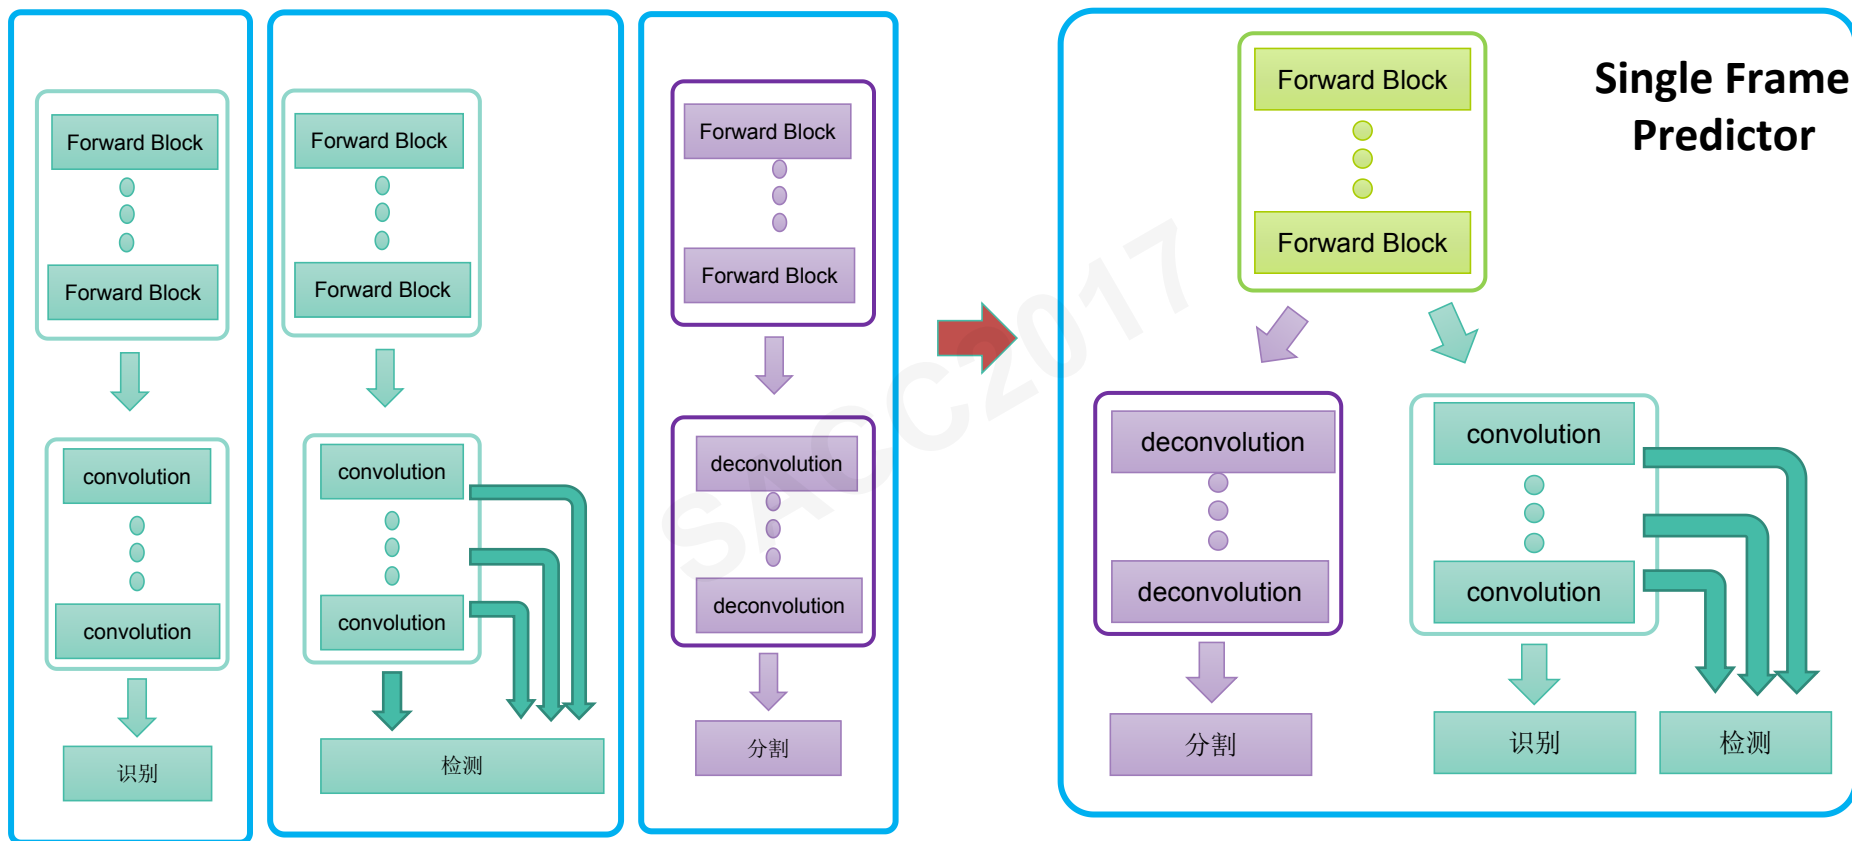 Forward Block
Forward Block
convolution
convolution
识别
Forward Block
Forward Block
convolution
convolution
检测
Forward Block
Forward Block
deconvolution
deconvolution
分割
SACC2017
Single Frame
Predictor
Forward Block
Forward Block
deconvolution
deconvolution
分割
convolution
convolution
识别
检测